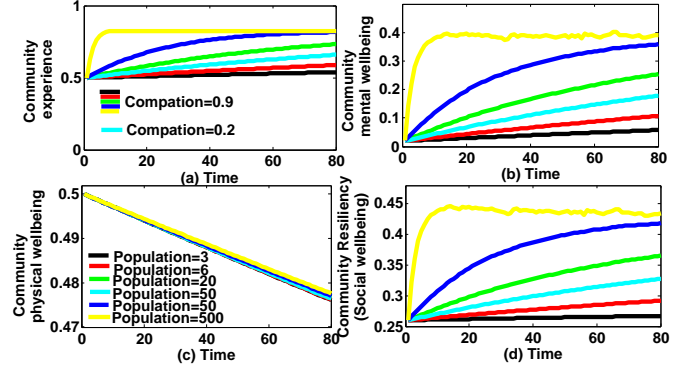 1
0.5
0
Community
experience
Compation=0.9
Compation=0.2
20 40 60 80
(a) Time
0.4
0.3
0.2
0.1
0
Community
mental wellbeing
0 20 40 60 80
(b) Time
0.5
0.49
0.48
0.47
Community
physical wellbeing
Population=3
Population=6
Population=20
Population=50
Population=50
Population=500
0 20 40 60 80
(c) Time
0.45
0.4
0.35
0.3
0.25
Community Resiliency
(Social wellbeing)
0 20 40 60 80
(d) Time